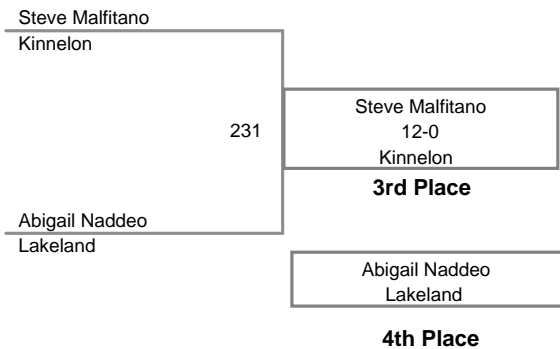 Steve Malfitano
Kinnelon
231
Steve Malfitano
12-0
Kinnelon
3rd Place
Abigail Naddeo
Lakeland
Abigail Naddeo
Lakeland
4th Place